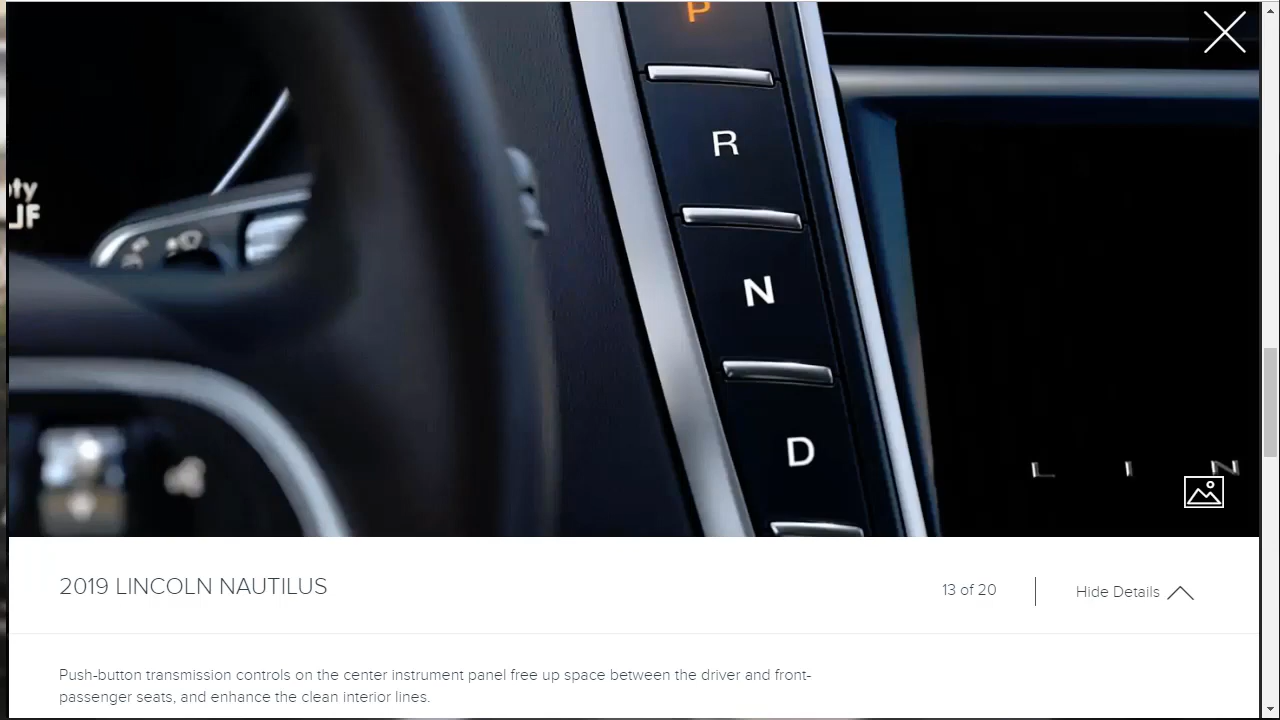 P
R
N
D
L I N
2019 LINCOLN NAUTILUS
13 of 20
Hide Details
Push-button transmission controls on the center instrument panel free up space between the driver and front-
passenger seats, and enhance the clean interior lines.